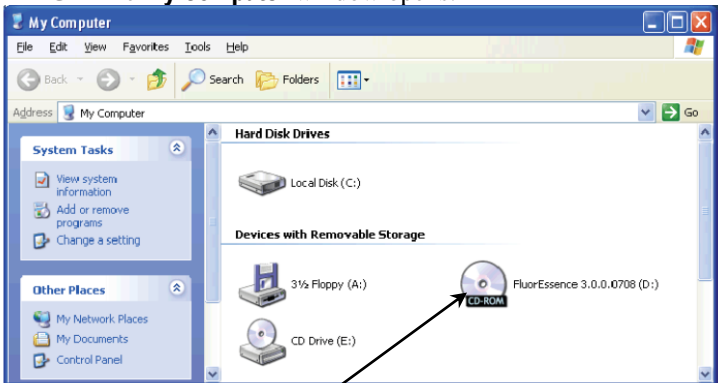 My Computer
File Edit View Favorites Tools Help
Back Search Folders
Address My Computer Go
System Tasks
View system
information
Add or remove
programs
Change a setting
Other Places
My Network Places
My Documents
Control Panel
Hard Disk Drives
Local Disk (C:)
Devices with Removable Storage
3½ Floppy (A:)
FluorEssence 3.0.0.0708 (D:)
CD-ROM
CD Drive (E:)